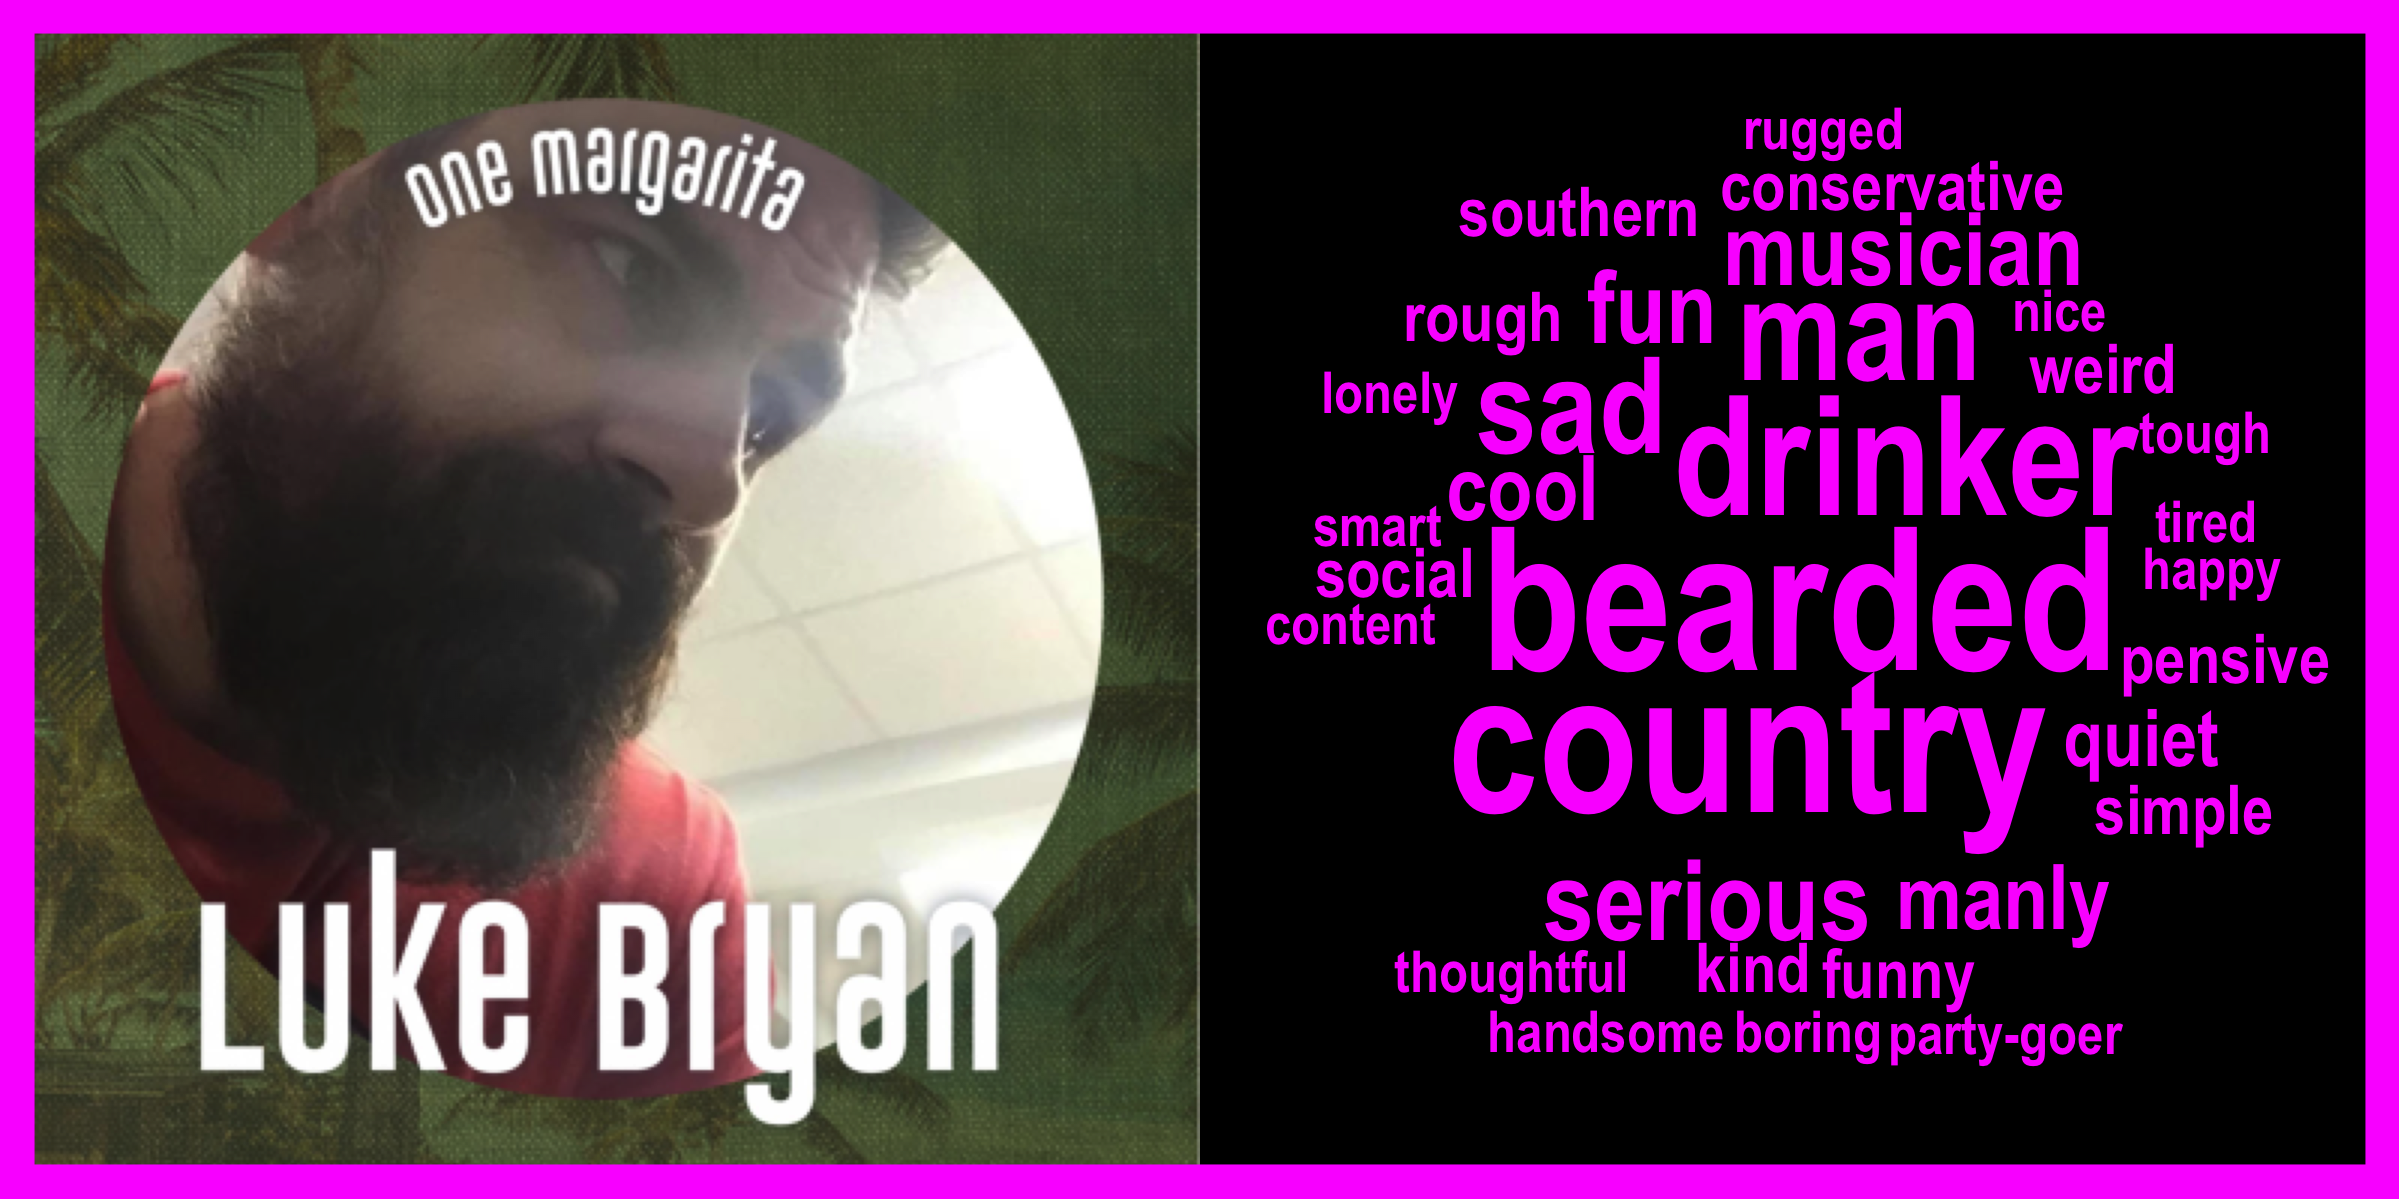 one margarita
Luke Bryan
rugged
southern conservative
musician
rough fun man nice
weird
lonely sad drinker tough
cool
smart tired
social bearded happy
content
pensive
country quiet
simple
serious manly
thoughtful kind funny
handsome boring party-goer